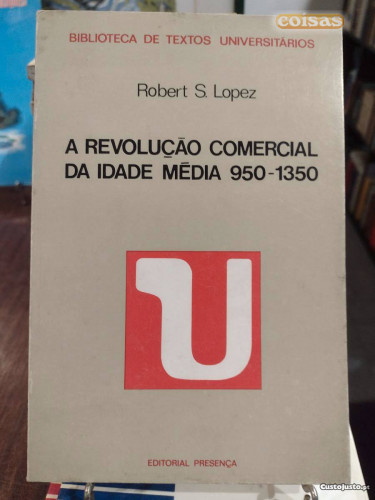 coisas
BIBLIOTECA DE TEXTOS UNIVERSITÁRIOS
Robert S. Lopez
A REVOLUÇÃO COMERCIAL
DA IDADE MÉDIA 950-1350
U
EDITORIAL PRESENÇA
CustoJusto.pt